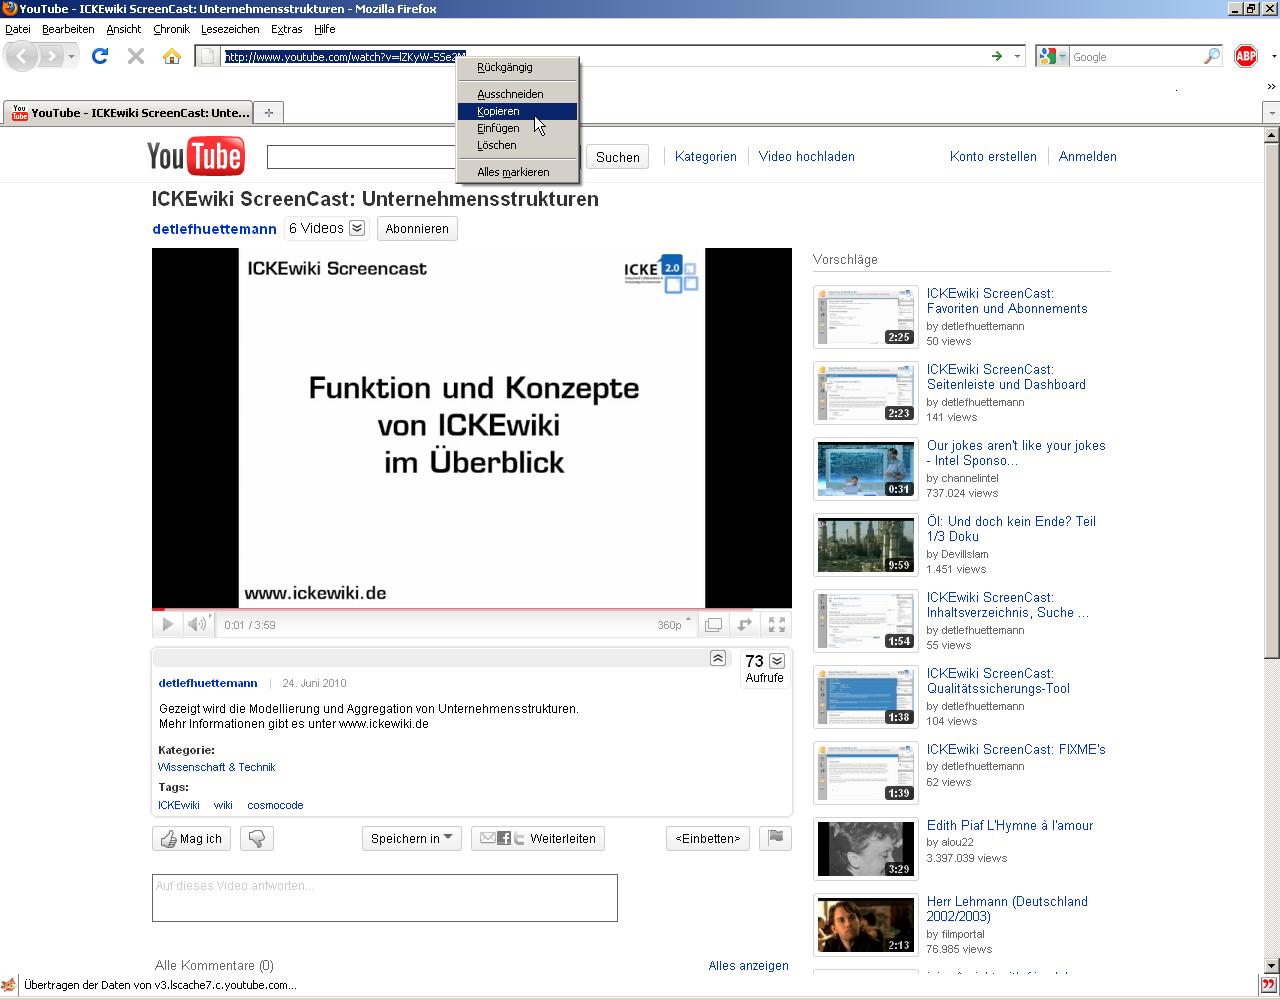 YouTube - ICKEwiki ScreenCast: Unternehmensstrukturen - Mozilla Firefox
Datei Bearbeiten Ansicht Chronik Lesezeichen Extras Hilfe
http://www.youtube.com/watch?v=lZKyW-5Se2M
Google
ABP
YouTube - ICKEwiki ScreenCast: Unte...
Rückgängig
Ausschneiden
Kopieren
Einfügen
Löschen
Alles markieren
YouTube
Suchen
Kategorien
Video hochladen
Konto erstellen
Anmelden
ICKEwiki ScreenCast: Unternehmensstrukturen
detlefhuettemann
6 Videos
Abonnieren
ICKEwiki Screencast
ICKE 2.0
Funktion und Konzepte
von ICKEwiki
im Überblick
www.ickewiki.de
0:01 / 3:59
360p
73
Aufrufe
detlefhuettemann | 24. Juni 2010
Gezeigt wird die Modellierung und Aggregation von Unternehmensstrukturen.
Mehr Informationen gibt es unter www.ickewiki.de
Kategorie:
Wissenschaft & Technik
Tags:
ICKEwiki wiki cosmocode
Mag ich
Speichern in
Weiterleiten
<Einbetten>
Auf dieses Video antworten...
Alle Kommentare (0)
Alles anzeigen
Vorschläge
2:25
ICKEwiki ScreenCast:
Favoriten und Abonnements
by detlefhuettemann
50 views
2:23
ICKEwiki ScreenCast:
Seitenleiste und Dashboard
by detlefhuettemann
141 views
0:31
Our jokes aren't like your jokes
- Intel Sponso...
by channelintel
737.024 views
9:59
Öl: Und doch kein Ende? Teil
1/3 Doku
by Devillslam
1.451 views
1:54
ICKEwiki ScreenCast:
Inhaltsverzeichnis, Suche ...
by detlefhuettemann
55 views
1:38
ICKEwiki ScreenCast:
Qualitätssicherungs-Tool
by detlefhuettemann
104 views
1:39
ICKEwiki ScreenCast: FIXME's
by detlefhuettemann
62 views
3:29
Edith Piaf L'Hymne à l'amour
by alou22
3.397.039 views
2:13
Herr Lehmann (Deutschland
2002/2003)
by filmportal
76.985 views
Übertragen der Daten von v3.lscache7.c.youtube.com...